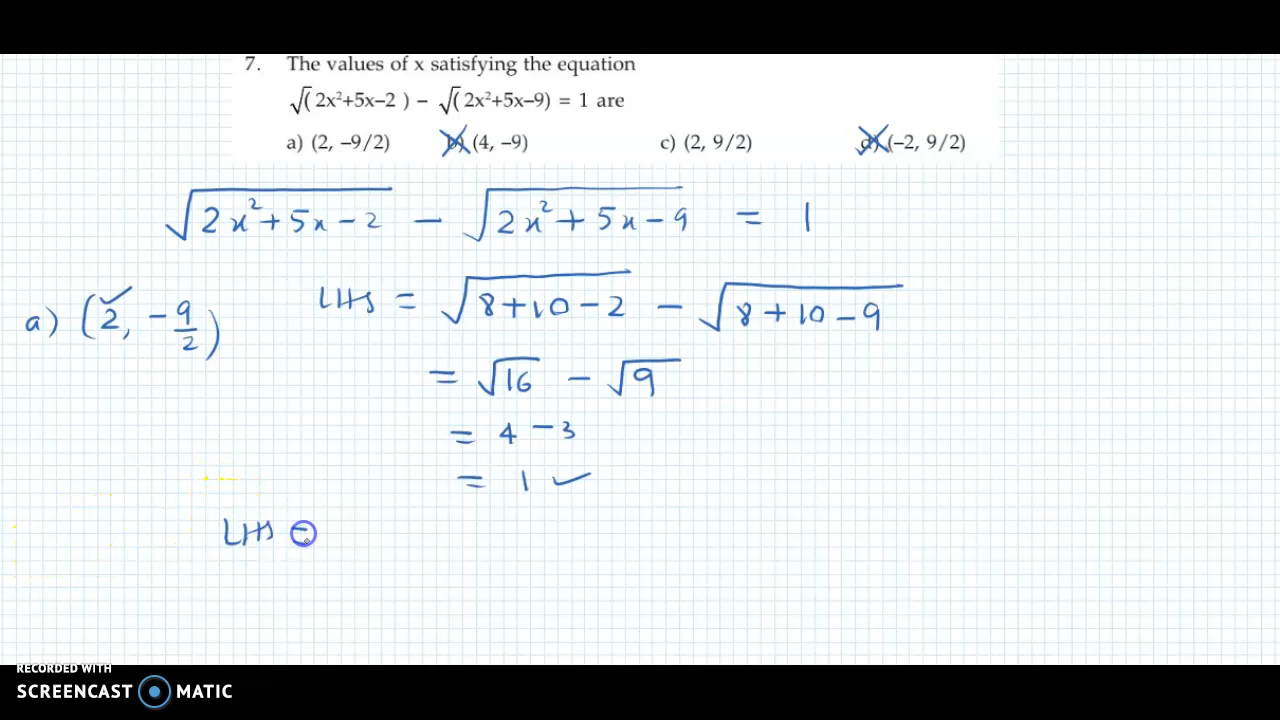 7. The values of x satisfying the equation
√( 2x²+5x–2 ) – √( 2x²+5x–9) = 1 are
a) (2, –9/2) b) (4, –9) c) (2, 9/2) d) (–2, 9/2)
√(2x² + 5x - 2) - √(2x² + 5x - 9) = 1
a) (2, -9/2) ✓ LHS = √(8 + 10 - 2) - √(8 + 10 - 9)
= √16 - √9
= 4 - 3
= 1 ✓
LHS =
RECORDED WITH
SCREENCAST MATIC